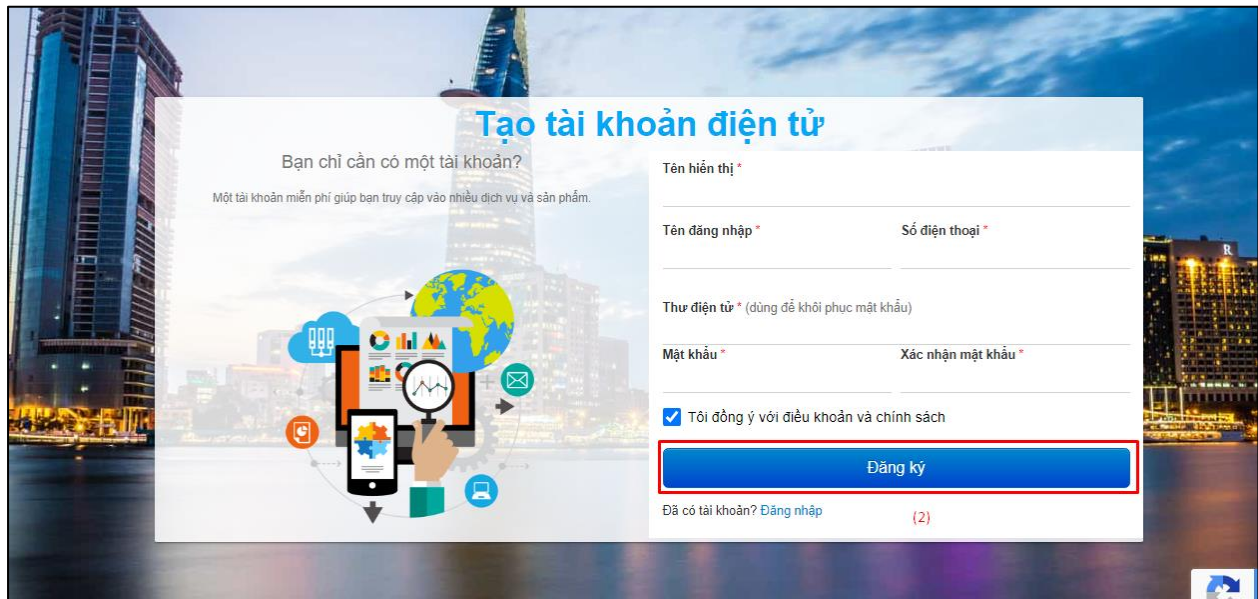 Tạo tài khoản điện tử
Bạn chỉ cần có một tài khoản?
Một tài khoản miễn phí giúp bạn truy cập vào nhiều dịch vụ và sản phẩm.
Tên hiển thị *
Tên đăng nhập *
Số điện thoại *
Thư điện tử * (dùng để khôi phục mật khẩu)
Mật khẩu *
Xác nhận mật khẩu *
Tôi đồng ý với điều khoản và chính sách
Đăng ký
Đã có tài khoản? Đăng nhập
(2)
R